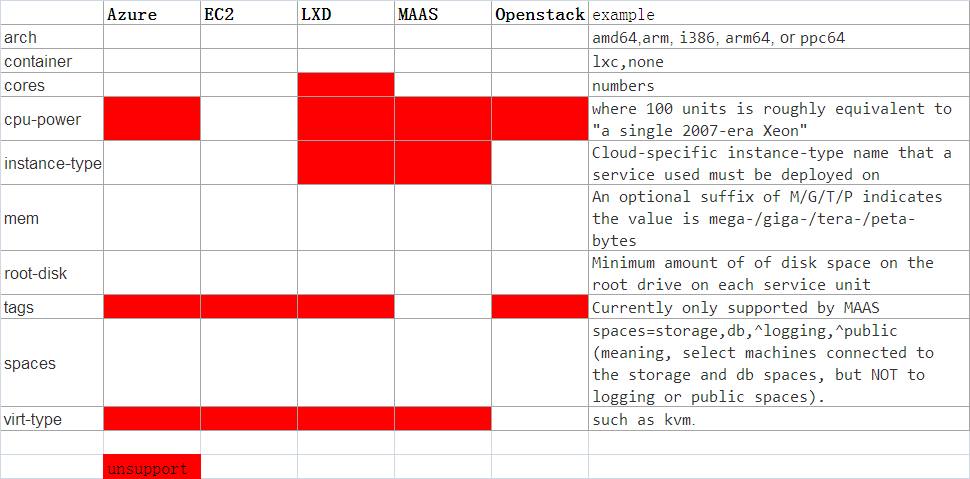 Azure EC2 LXD MAAS Openstack example
arch amd64,arm, i386, arm64, or ppc64
container lxc,none
cores numbers
cpu-power where 100 units is roughly equivalent to
"a single 2007-era Xeon"
instance-type Cloud-specific instance-type name that a
service used must be deployed on
mem An optional suffix of M/G/T/P indicates
the value is mega-/giga-/tera-/peta-
bytes
root-disk Minimum amount of of disk space on the
root drive on each service unit
tags Currently only supported by MAAS
spaces spaces=storage,db,^logging,^public
(meaning, select machines connected to
the storage and db spaces, but NOT to
logging or public spaces).
virt-type such as kvm.
unsupport